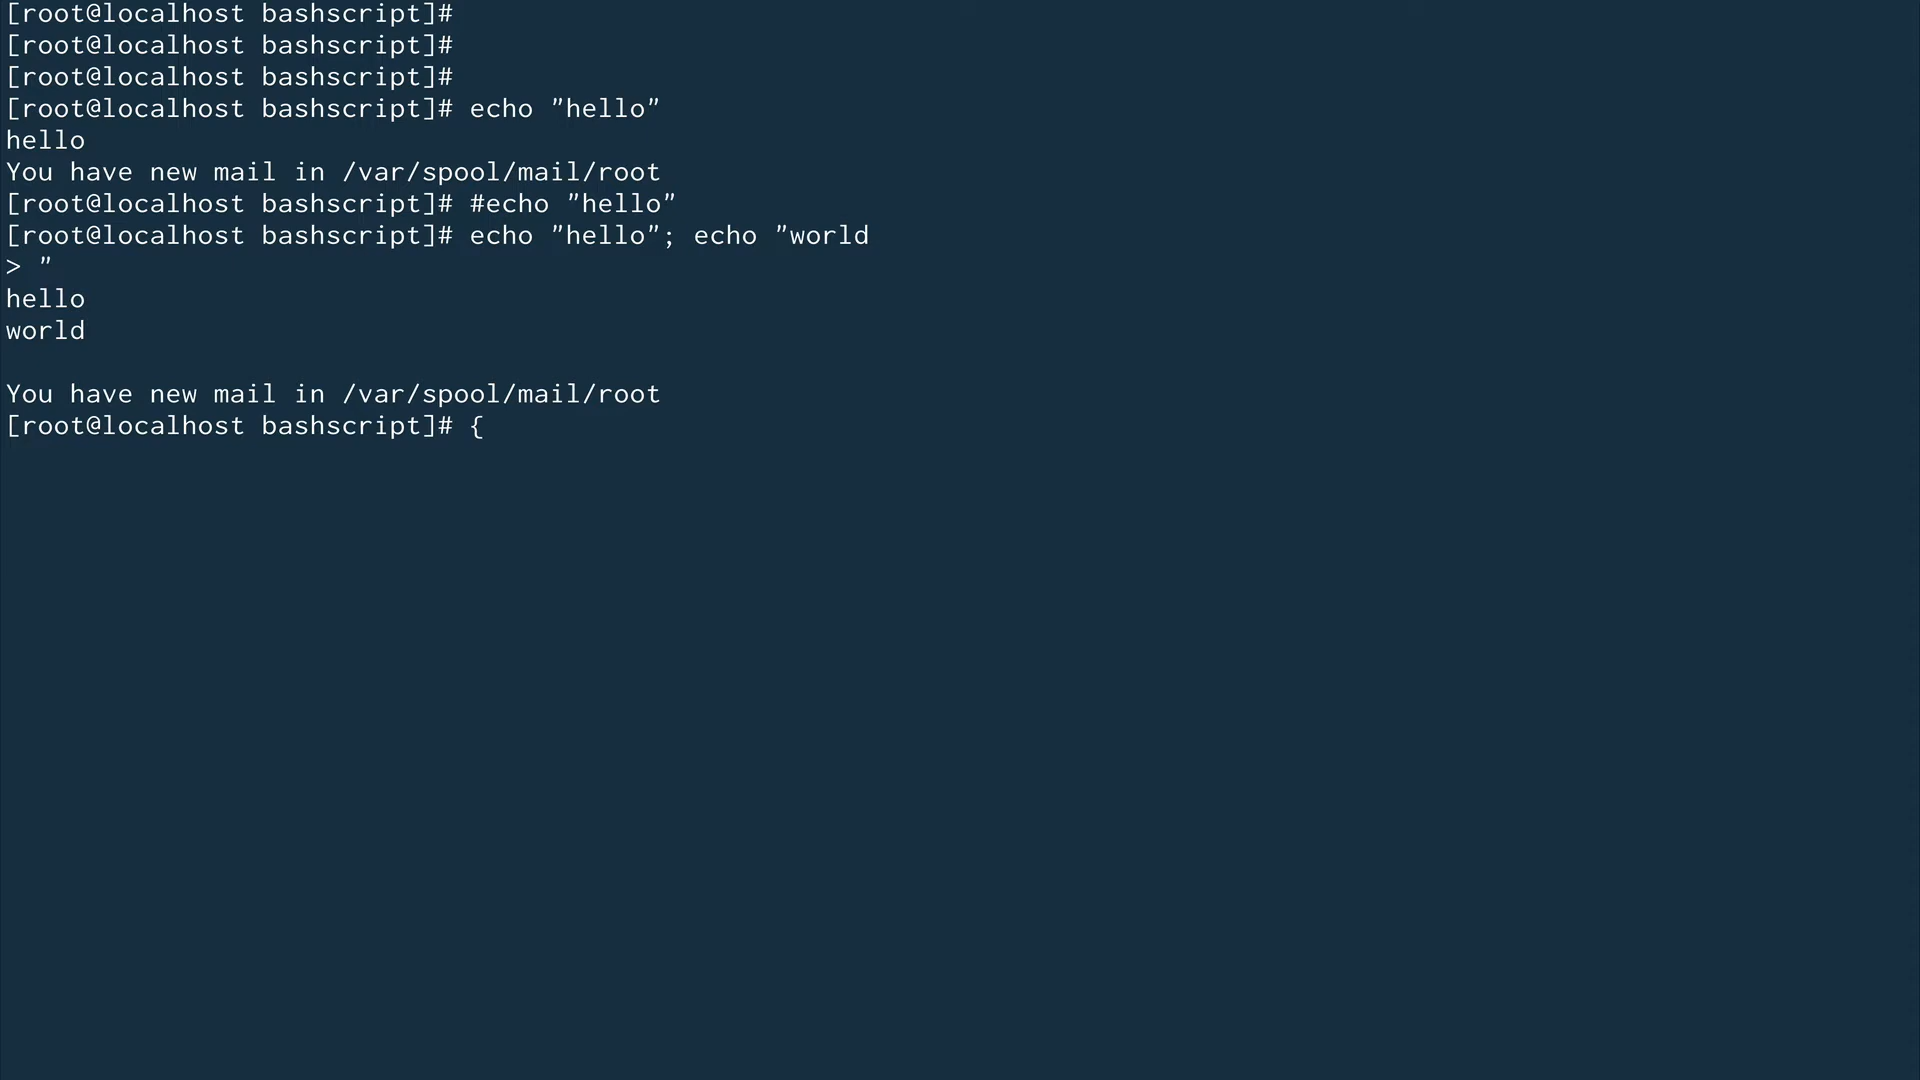 [root@localhost bashscript]#
[root@localhost bashscript]#
[root@localhost bashscript]#
[root@localhost bashscript]# echo "hello"
hello
You have new mail in /var/spool/mail/root
[root@localhost bashscript]# #echo "hello"
[root@localhost bashscript]# echo "hello"; echo "world
> "
hello
world
You have new mail in /var/spool/mail/root
[root@localhost bashscript]# {